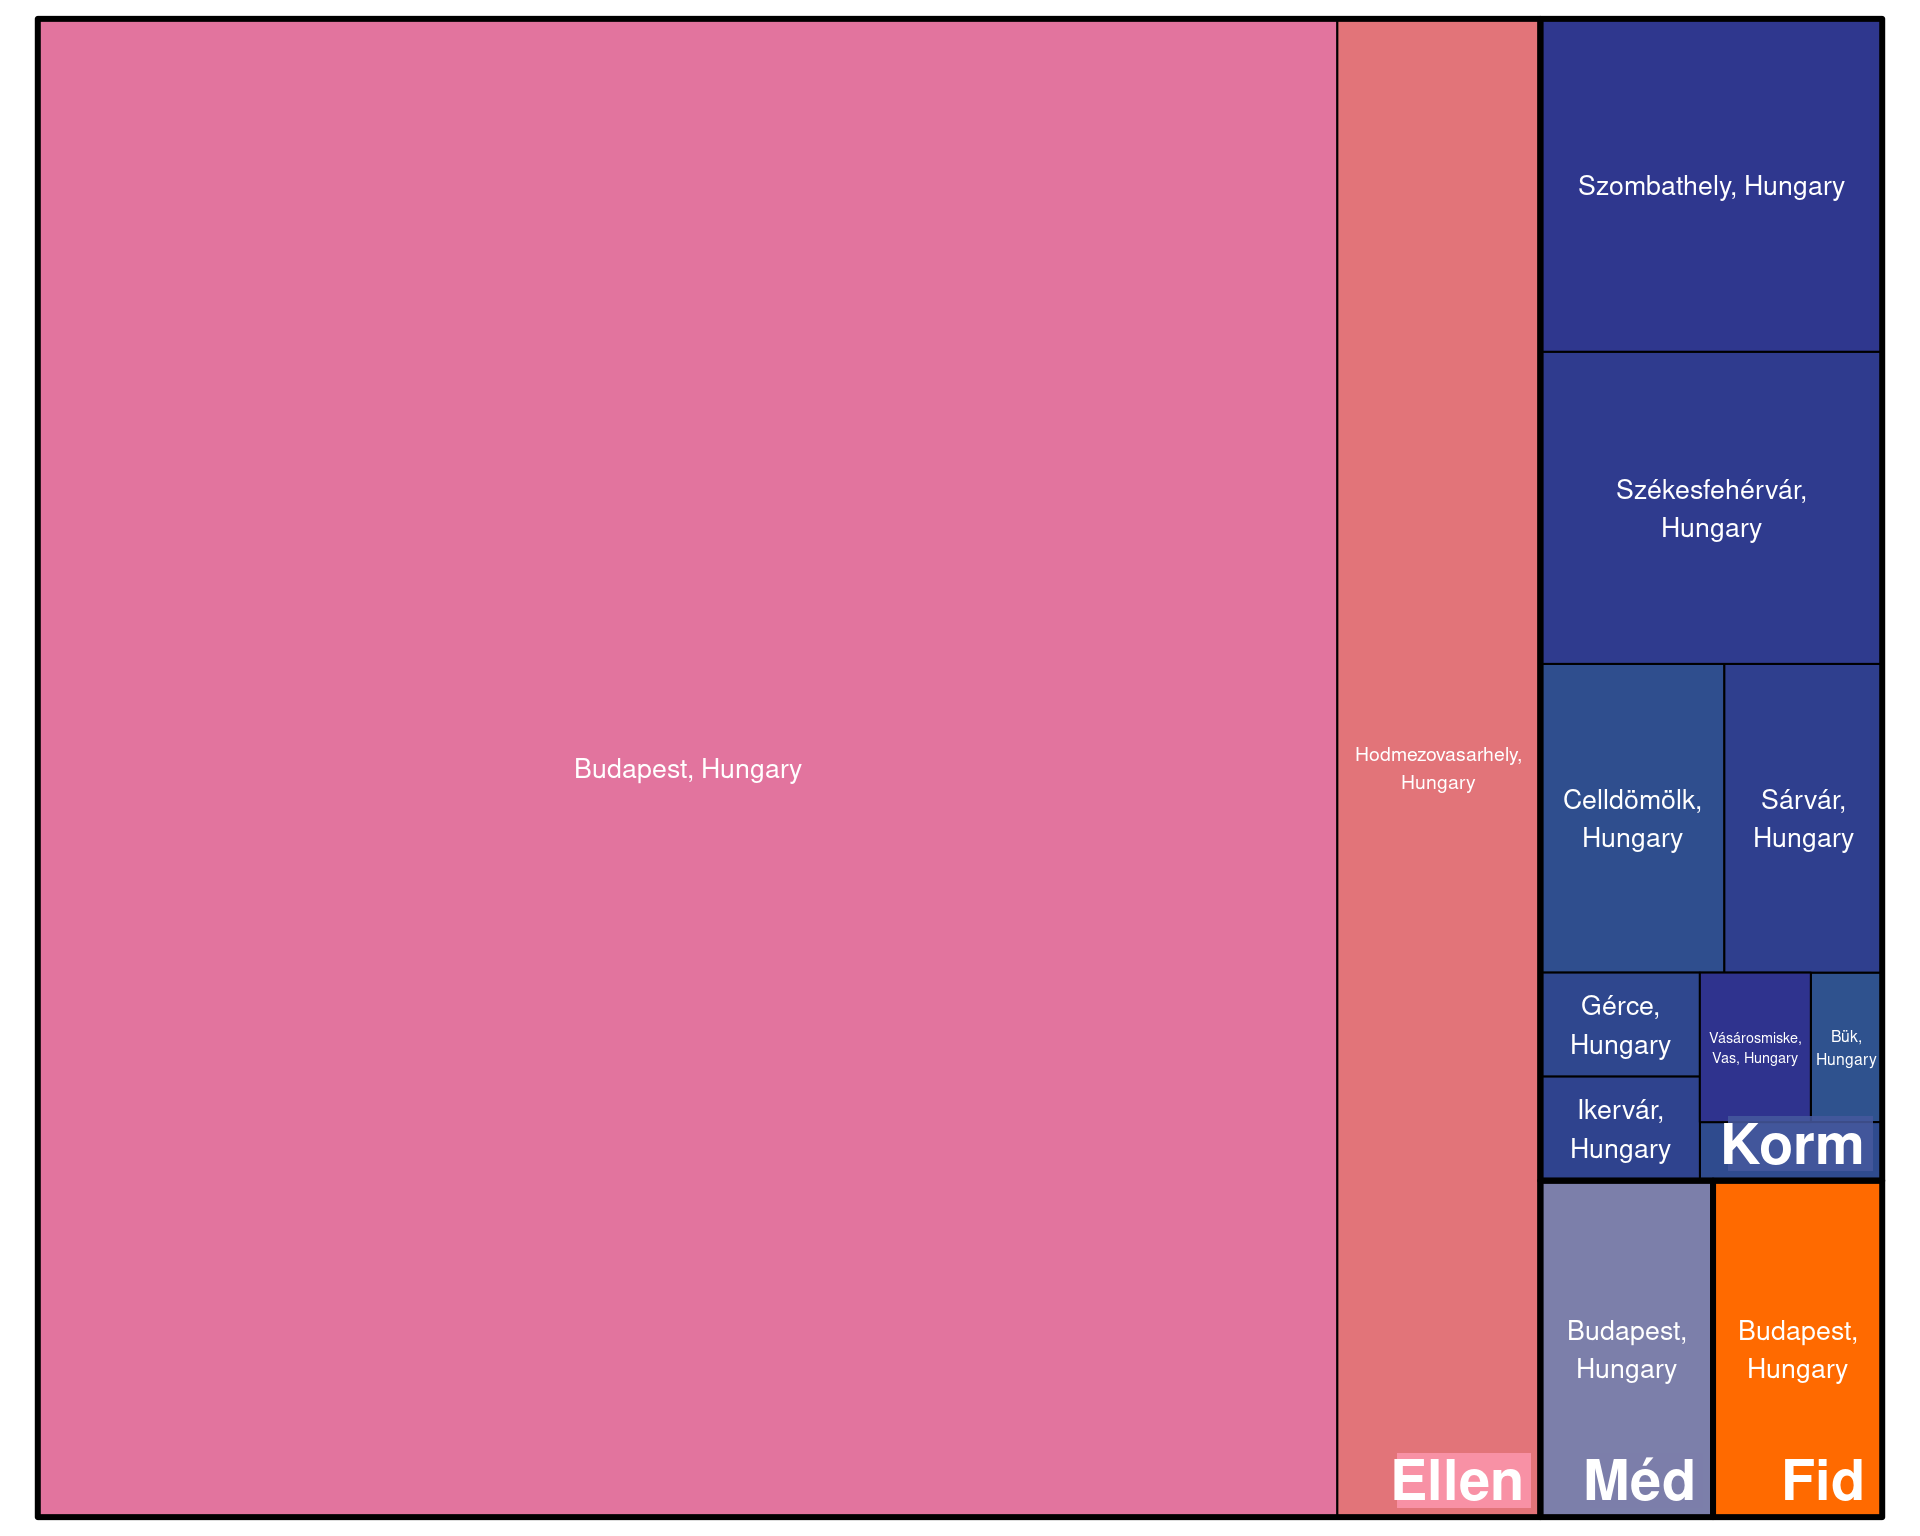 Budapest, Hungary
Hodmezovasarhely,
Hungary
Ellen
Szombathely, Hungary
Székesfehérvár,
Hungary
Celldömölk,
Hungary
Sárvár,
Hungary
Gérce,
Hungary
Vásárosmiske,
Vas, Hungary
Bük,
Hungary
Ikervár,
Hungary
Korm
Budapest,
Hungary
Méd
Budapest,
Hungary
Fid